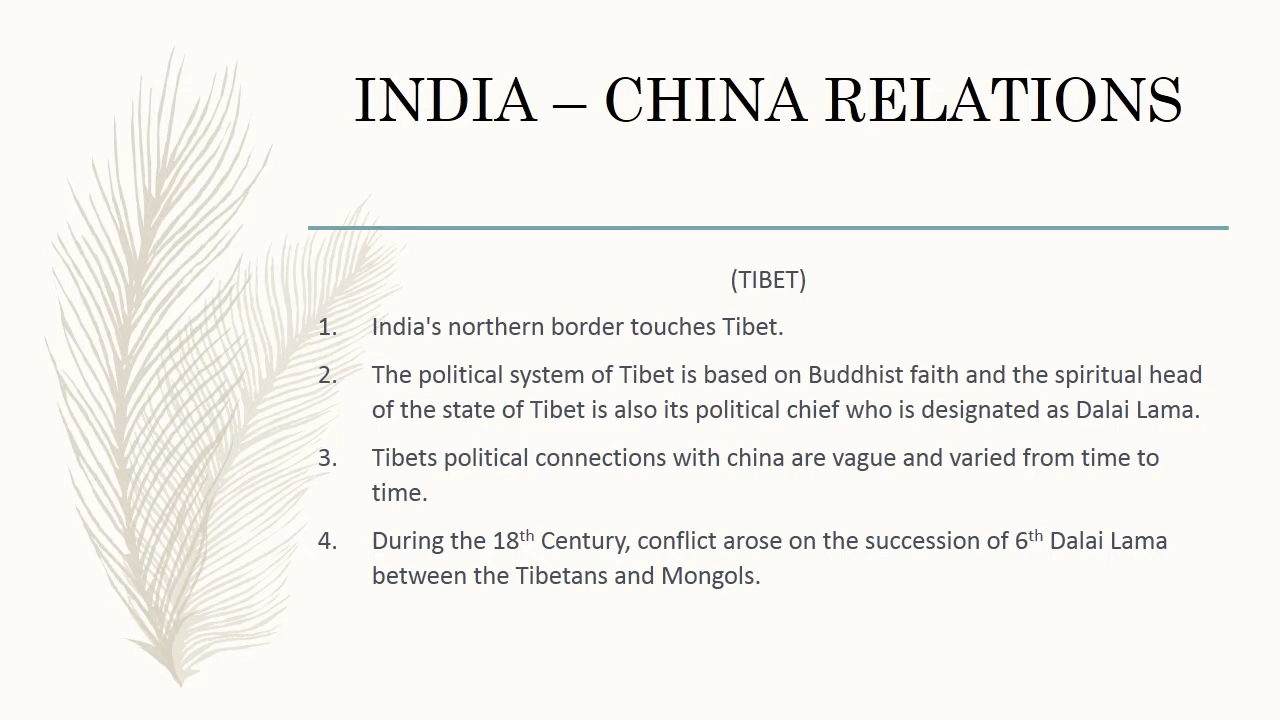 INDIA – CHINA RELATIONS
(TIBET)
1. India's northern border touches Tibet.
2. The political system of Tibet is based on Buddhist faith and the spiritual head
of the state of Tibet is also its political chief who is designated as Dalai Lama.
3. Tibets political connections with china are vague and varied from time to
time.
4. During the 18th Century, conflict arose on the succession of 6th Dalai Lama
between the Tibetans and Mongols.